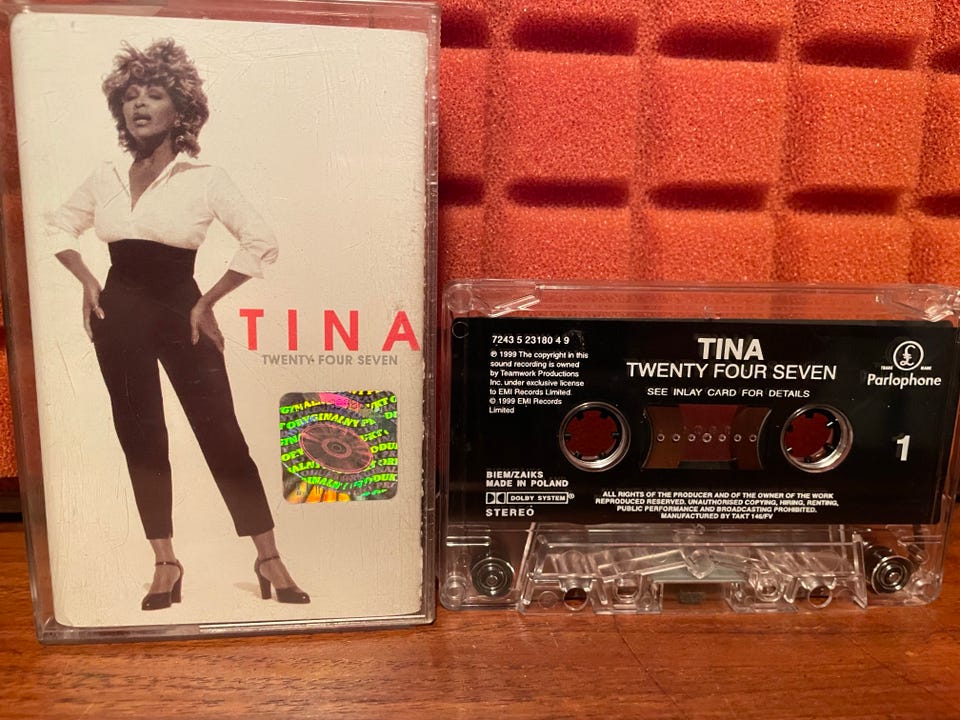 TINA
TWENTY FOUR SEVEN
ORYGINALNY
7243 5 23180 4 9
℗ 1999 The copyright in this
sound recording is owned
by Teamwork Productions
Inc. under exclusive license
to EMI Records Limited.
© 1999 EMI Records
Limited
TINA
TWENTY FOUR SEVEN
SEE INLAY CARD FOR DETAILS
£
TRADE MARK
Parlophone
1
BIEM/ZAIKS
MADE IN POLAND
DOLBY SYSTEM®
STEREO
ALL RIGHTS OF THE PRODUCER AND OF THE OWNER OF THE WORK
REPRODUCED RESERVED. UNAUTHORISED COPYING, HIRING, RENTING,
PUBLIC PERFORMANCE AND BROADCASTING PROHIBITED.
MANUFACTURED BY TAKT 146/FV